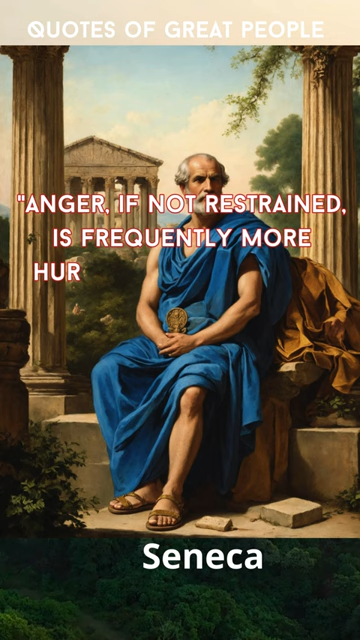 QUOTES OF GREAT PEOPLE
"ANGER, IF NOT RESTRAINED,
IS FREQUENTLY MORE
HUR
Seneca